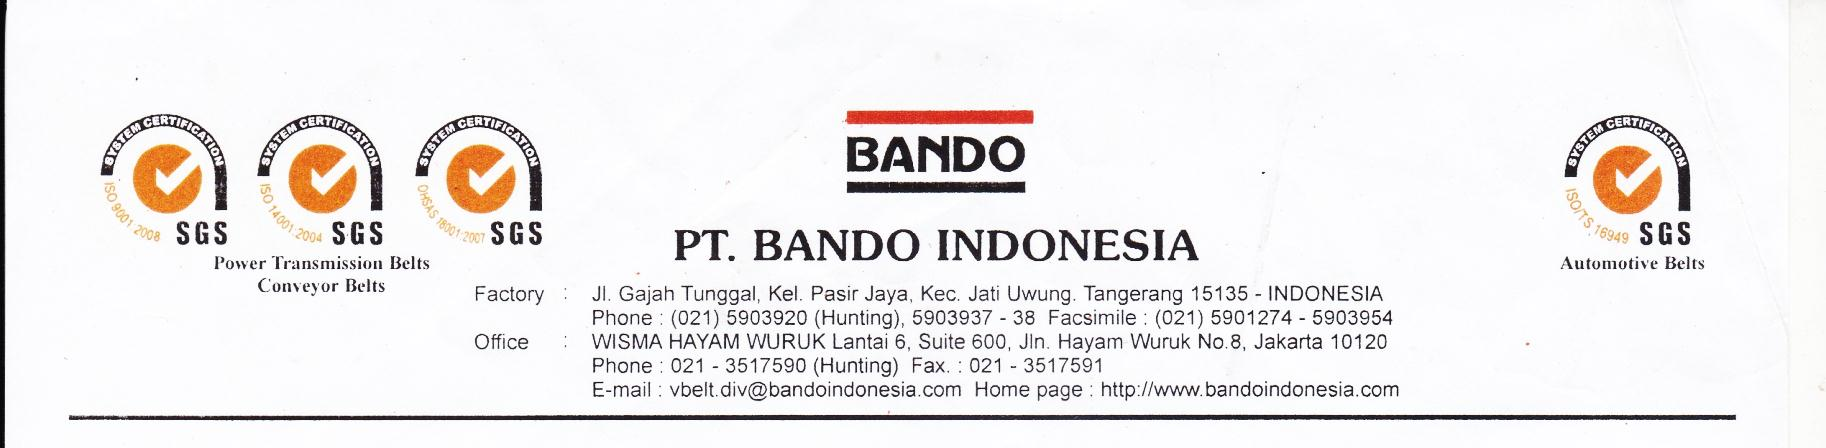 SYSTEM CERTIFICATION
ISO 9001:2008
SGS
SYSTEM CERTIFICATION
ISO 14001:2004
SGS
SYSTEM CERTIFICATION
OHSAS 18001:2007
SGS
Power Transmission Belts
Conveyor Belts
BANDO
PT. BANDO INDONESIA
SYSTEM CERTIFICATION
ISO/TS 16949
SGS
Automotive Belts
Factory : Jl. Gajah Tunggal, Kel. Pasir Jaya, Kec. Jati Uwung. Tangerang 15135 - INDONESIA
Phone : (021) 5903920 (Hunting), 5903937 - 38 Facsimile : (021) 5901274 - 5903954
Office : WISMA HAYAM WURUK Lantai 6, Suite 600, Jln. Hayam Wuruk No.8, Jakarta 10120
Phone : 021 - 3517590 (Hunting) Fax. : 021 - 3517591
E-mail : vbelt.div@bandoindonesia.com Home page : http://www.bandoindonesia.com